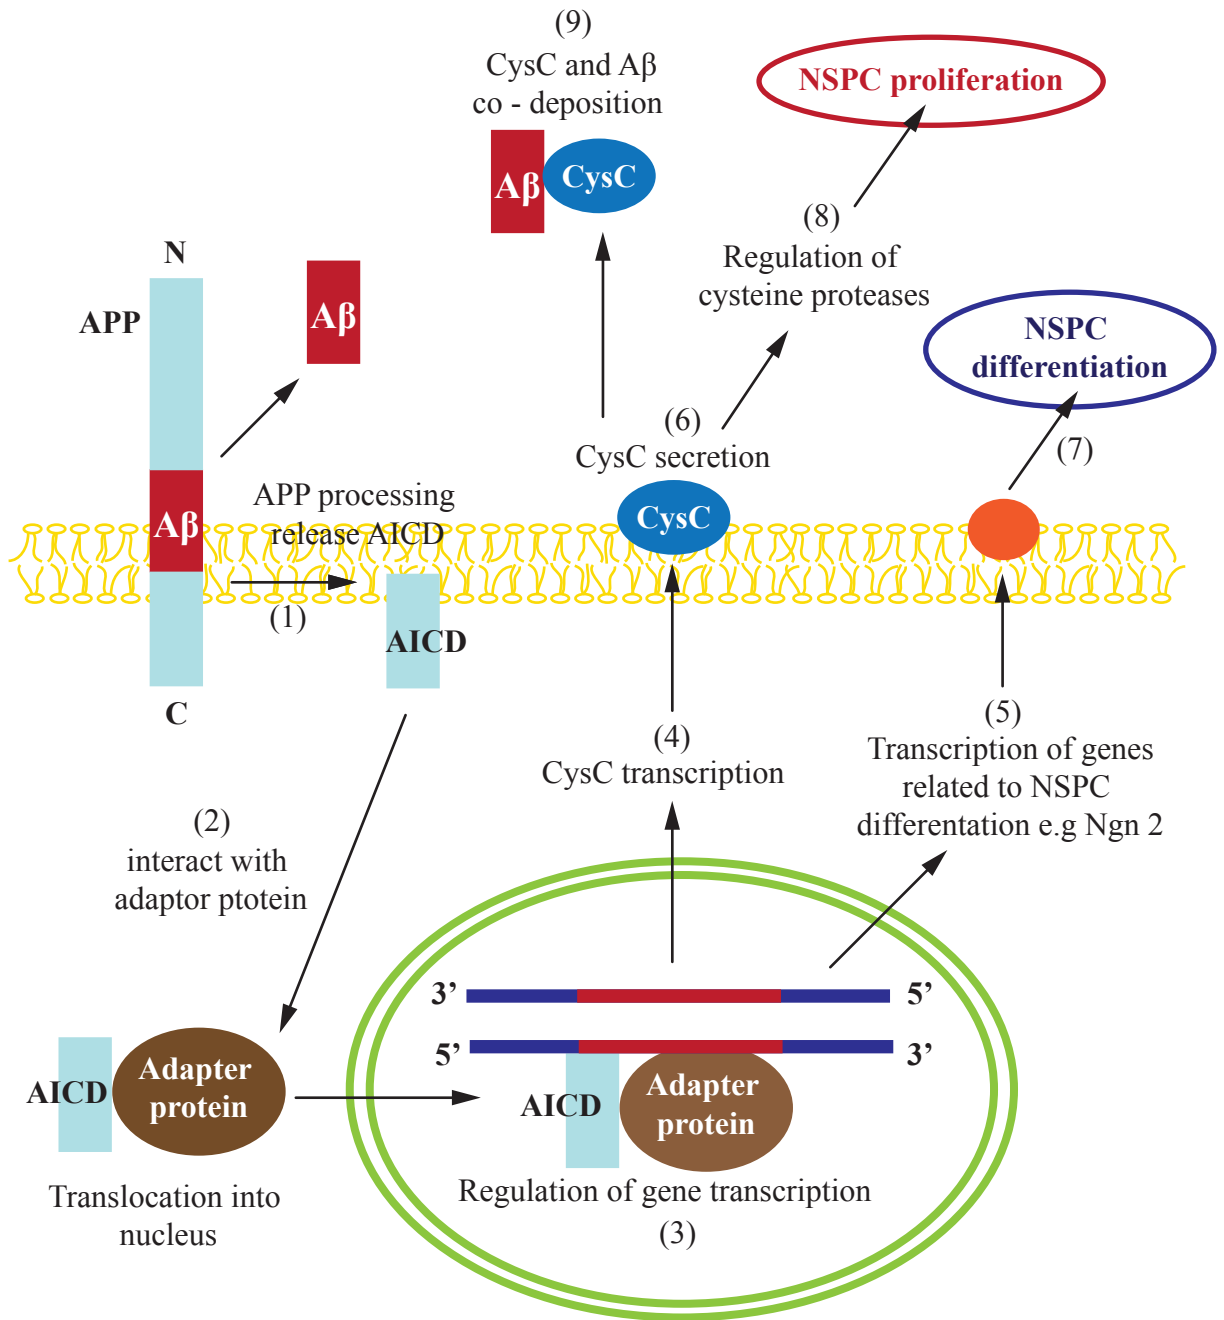 (9)
CysC and Aβ
co - deposition
Aβ
CysC
NSPC proliferation
(8)
Regulation of
cysteine proteases
N
APP
Aβ
NSPC
differentiation
(7)
(6)
CysC secretion
CysC
Aβ
APP processing
release AICD
(1)
AICD
C
(2)
interact with
adaptor ptotein
(4)
CysC transcription
(5)
Transcription of genes
related to NSPC
differentation e.g Ngn 2
3’
5’
5’
3’
AICD
Adapter
protein
AICD
Adapter
protein
Translocation into
nucleus
Regulation of gene transcription
(3)